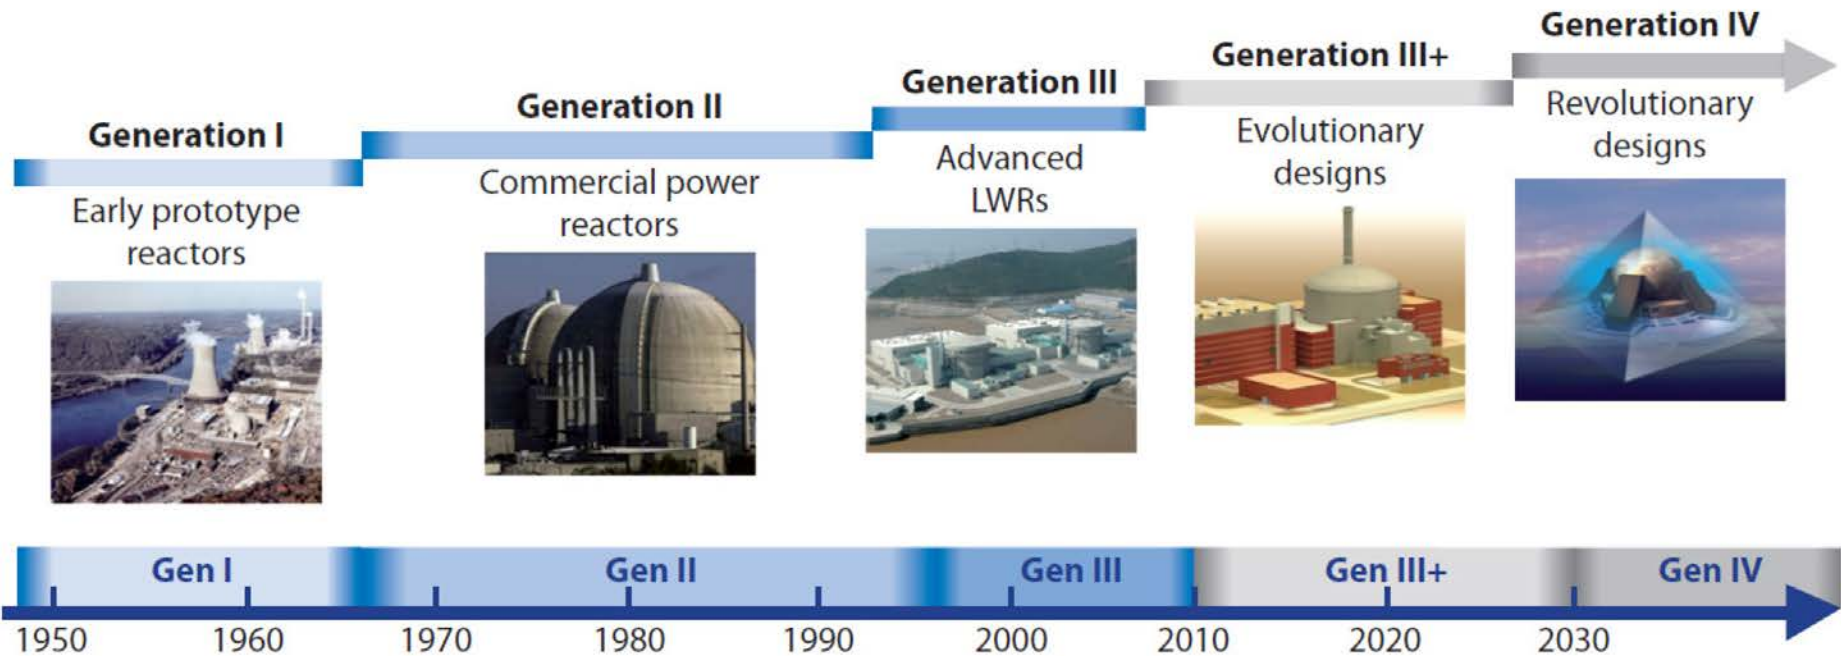 Generation I
Early prototype
reactors
Generation II
Commercial power
reactors
Generation III
Advanced
LWRs
Generation III+
Evolutionary
designs
Generation IV
Revolutionary
designs
Gen I
Gen II
Gen III
Gen III+
Gen IV
1950
1960
1970
1980
1990
2000
2010
2020
2030